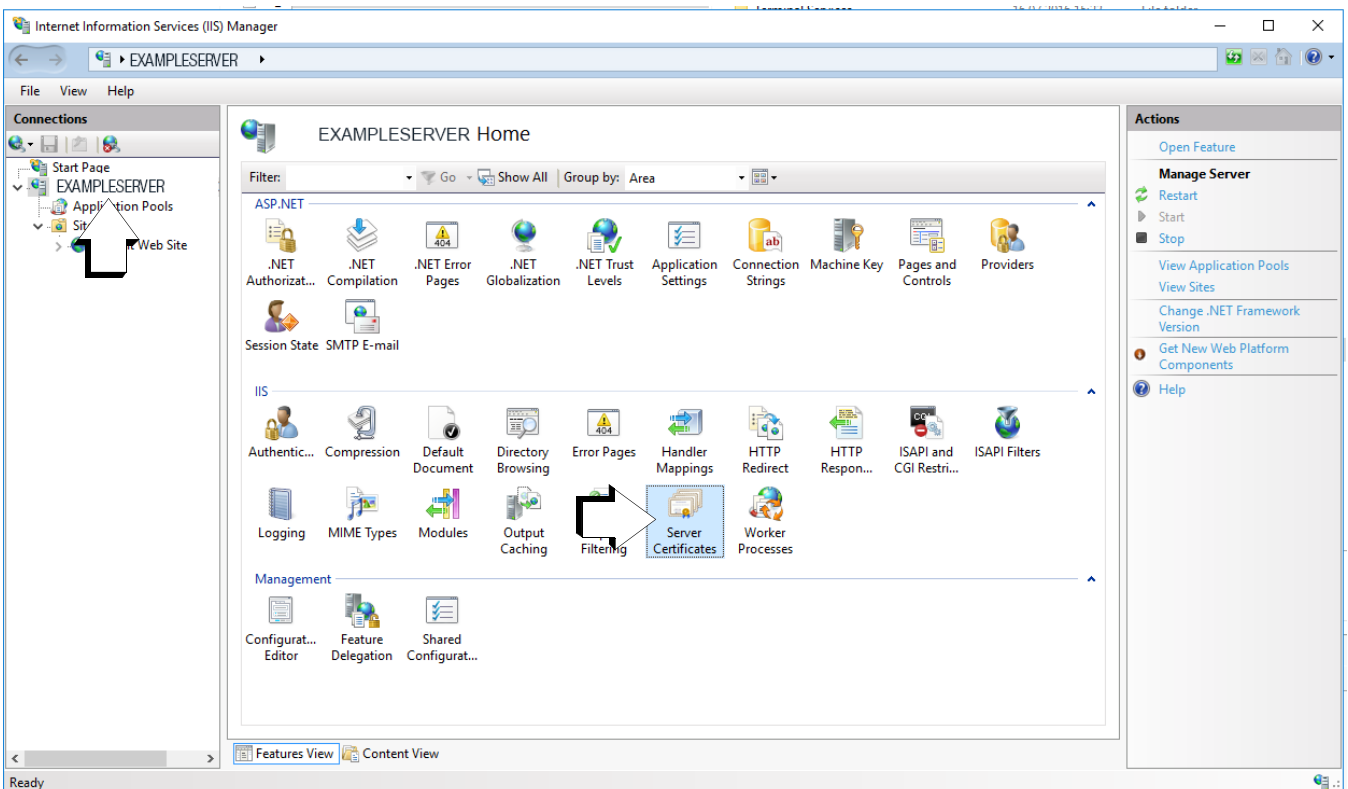 Internet Information Services (IIS) Manager
EXAMPLESERVER
File View Help
Connections
Start Page
EXAMPLESERVER
Application Pools
Sit
Web Site
EXAMPLESERVER Home
Filter: Go Show All Group by: Area
ASP.NET
.NET Authorizat...
.NET Compilation
.NET Error Pages
.NET Globalization
.NET Trust Levels
Application Settings
Connection Strings
Machine Key
Pages and Controls
Providers
Session State
SMTP E-mail
IIS
Authentic...
Compression
Default Document
Directory Browsing
Error Pages
Handler Mappings
HTTP Redirect
HTTP Respon...
ISAPI and CGI Restri...
ISAPI Filters
Logging
MIME Types
Modules
Output Caching
Filtering
Server Certificates
Worker Processes
Management
Configurat... Editor
Feature Delegation
Shared Configurat...
Features View Content View
Actions
Open Feature
Manage Server
Restart
Start
Stop
View Application Pools
View Sites
Change .NET Framework
Version
Get New Web Platform
Components
Help
Ready